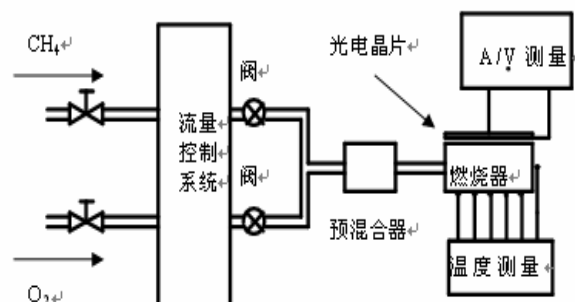 CH₄
光电晶片
A/V 测量
阀
流量
控制
系统
阀
燃烧器
预混合器
温度测量
O₂